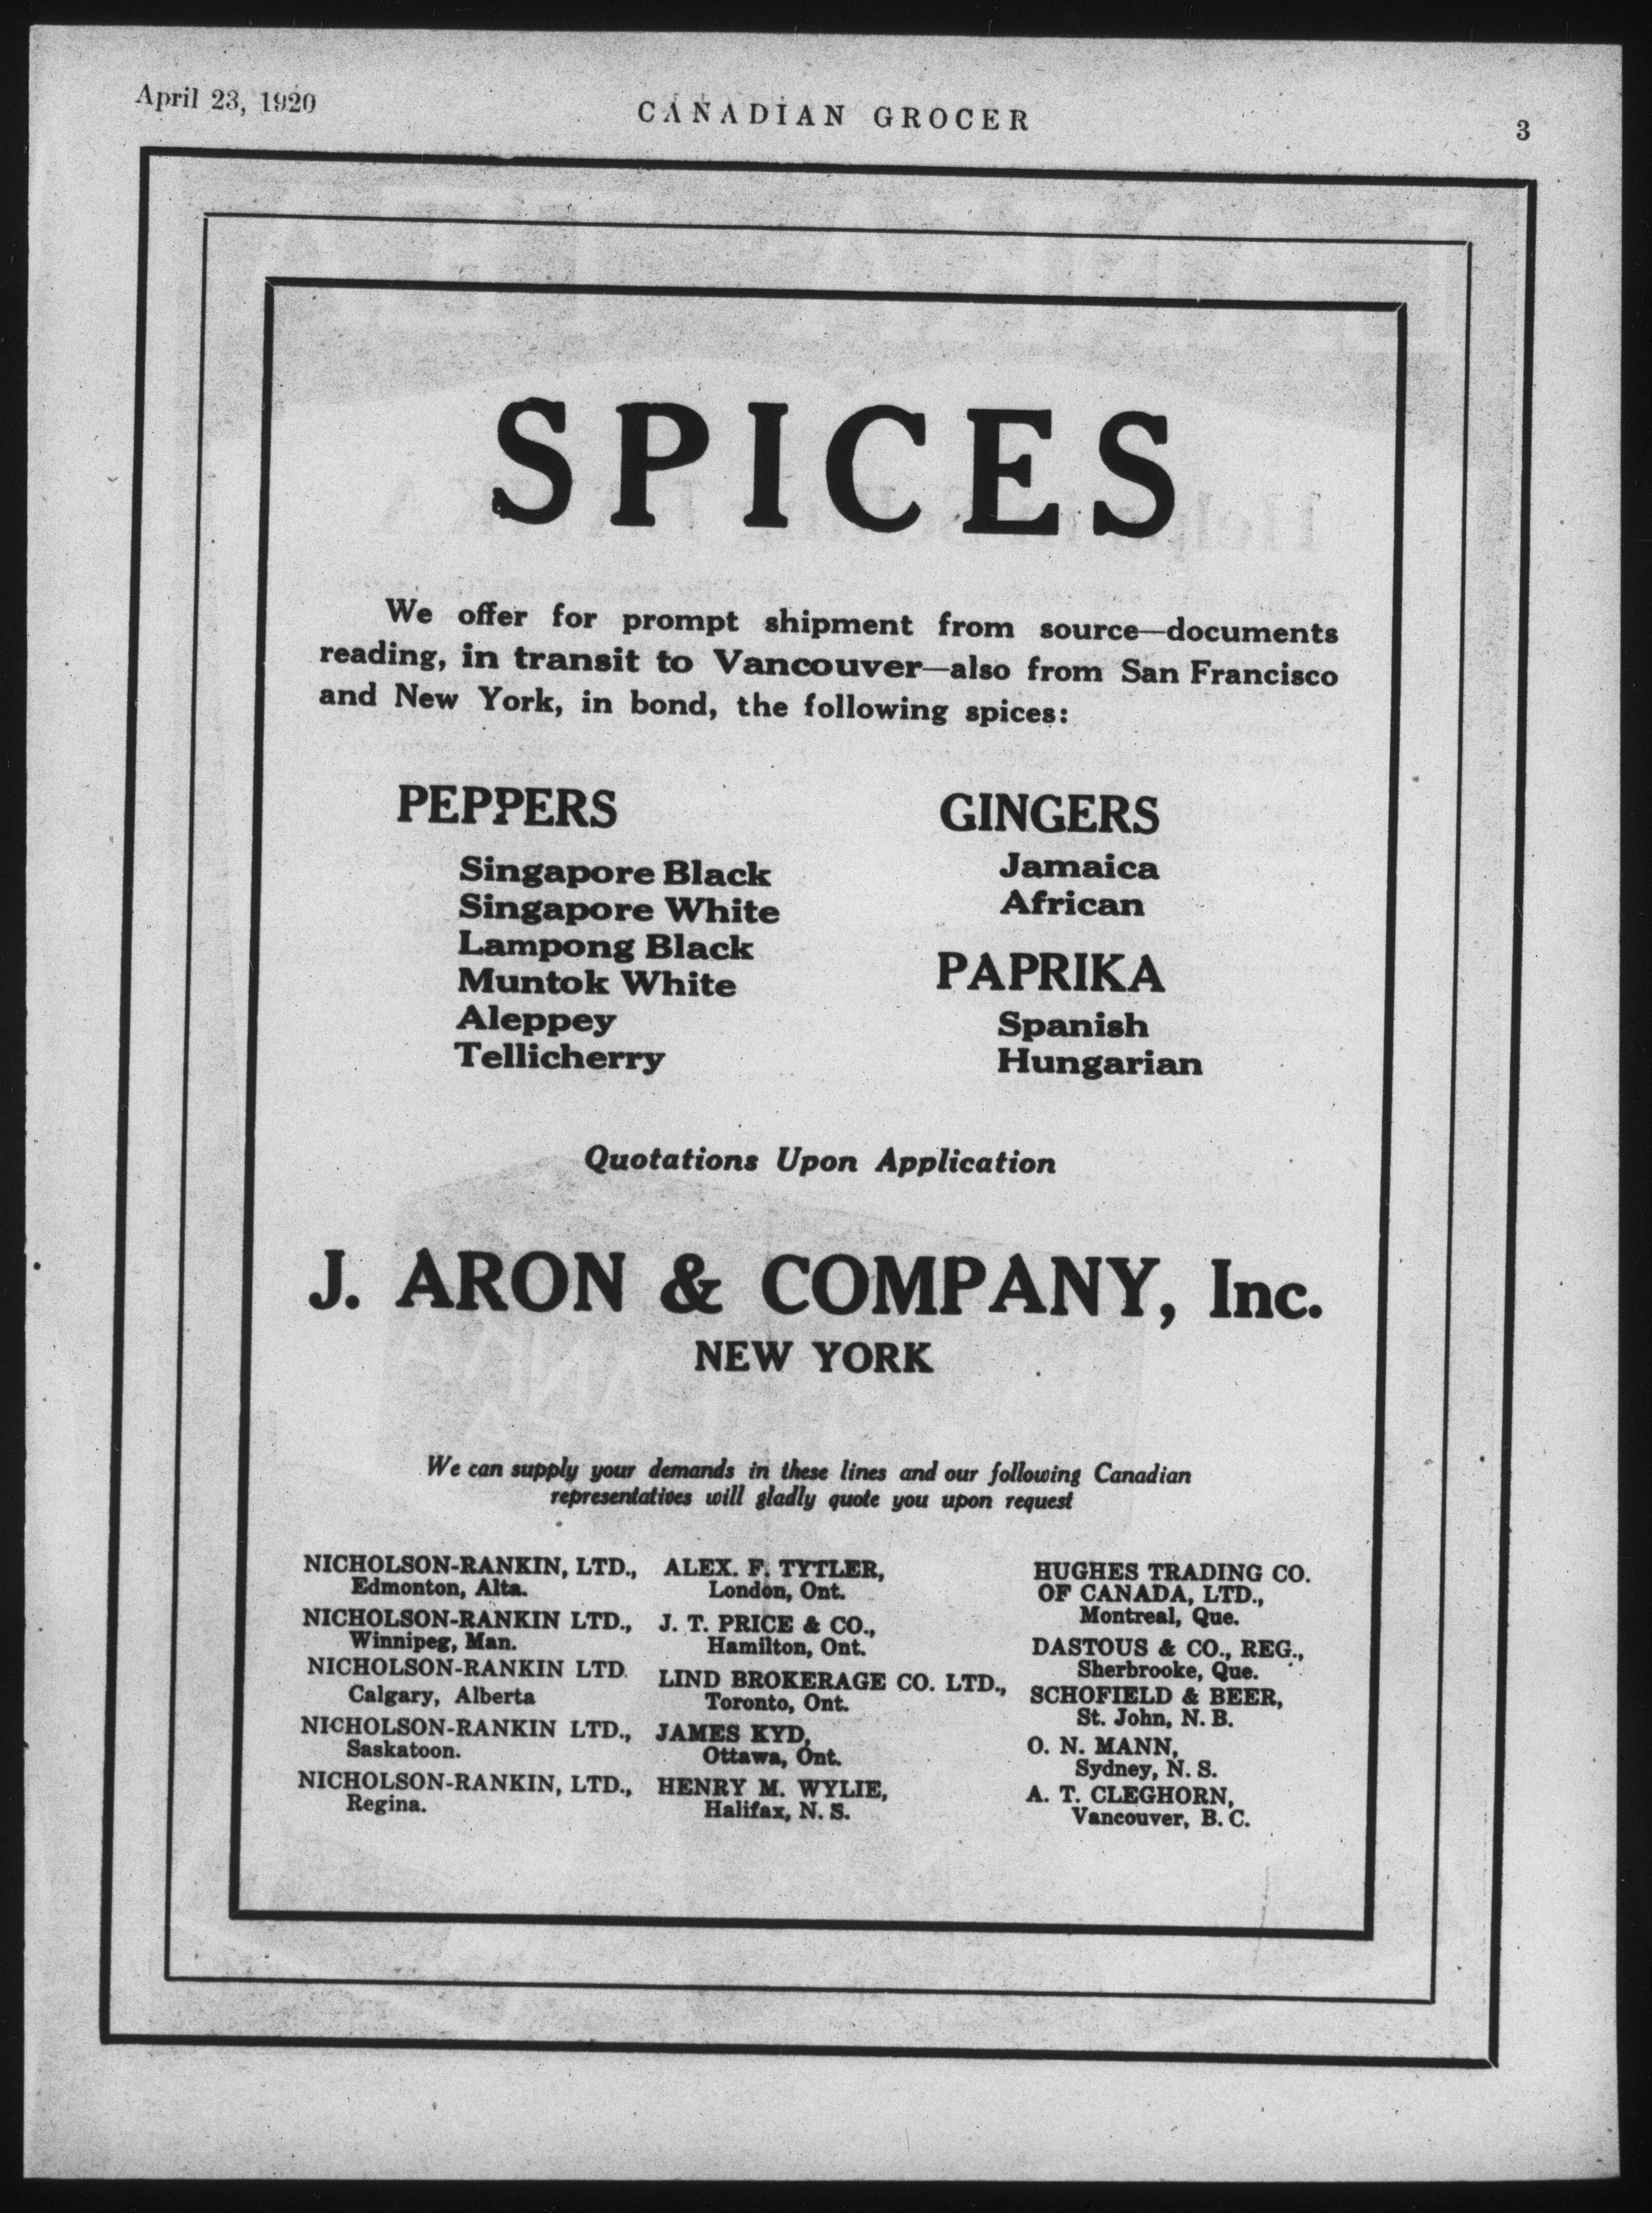 April 23, 1920
CANADIAN GROCER
3
SPICES
We offer for prompt shipment from source—documents
reading, in transit to Vancouver—also from San Francisco
and New York, in bond, the following spices:
PEPPERS
Singapore Black
Singapore White
Lampong Black
Muntok White
Aleppey
Tellicherry
GINGERS
Jamaica
African
PAPRIKA
Spanish
Hungarian
Quotations Upon Application
J. ARON & COMPANY, Inc.
NEW YORK
We can supply your demands in these lines and our following Canadian
representatives will gladly quote you upon request
NICHOLSON-RANKIN, LTD.,
Edmonton, Alta.
NICHOLSON-RANKIN LTD.,
Winnipeg, Man.
NICHOLSON-RANKIN LTD.
Calgary, Alberta
NICHOLSON-RANKIN LTD.,
Saskatoon.
NICHOLSON-RANKIN, LTD.,
Regina.
ALEX. F. TYTLER,
London, Ont.
J. T. PRICE & CO.,
Hamilton, Ont.
LIND BROKERAGE CO. LTD.,
Toronto, Ont.
JAMES KYD,
Ottawa, Ont.
HENRY M. WYLIE,
Halifax, N. S.
HUGHES TRADING CO.
OF CANADA, LTD.,
Montreal, Que.
DASTOUS & CO., REG.,
Sherbrooke, Que.
SCHOFIELD & BEER,
St. John, N. B.
O. N. MANN,
Sydney, N. S.
A. T. CLEGHORN,
Vancouver, B. C.